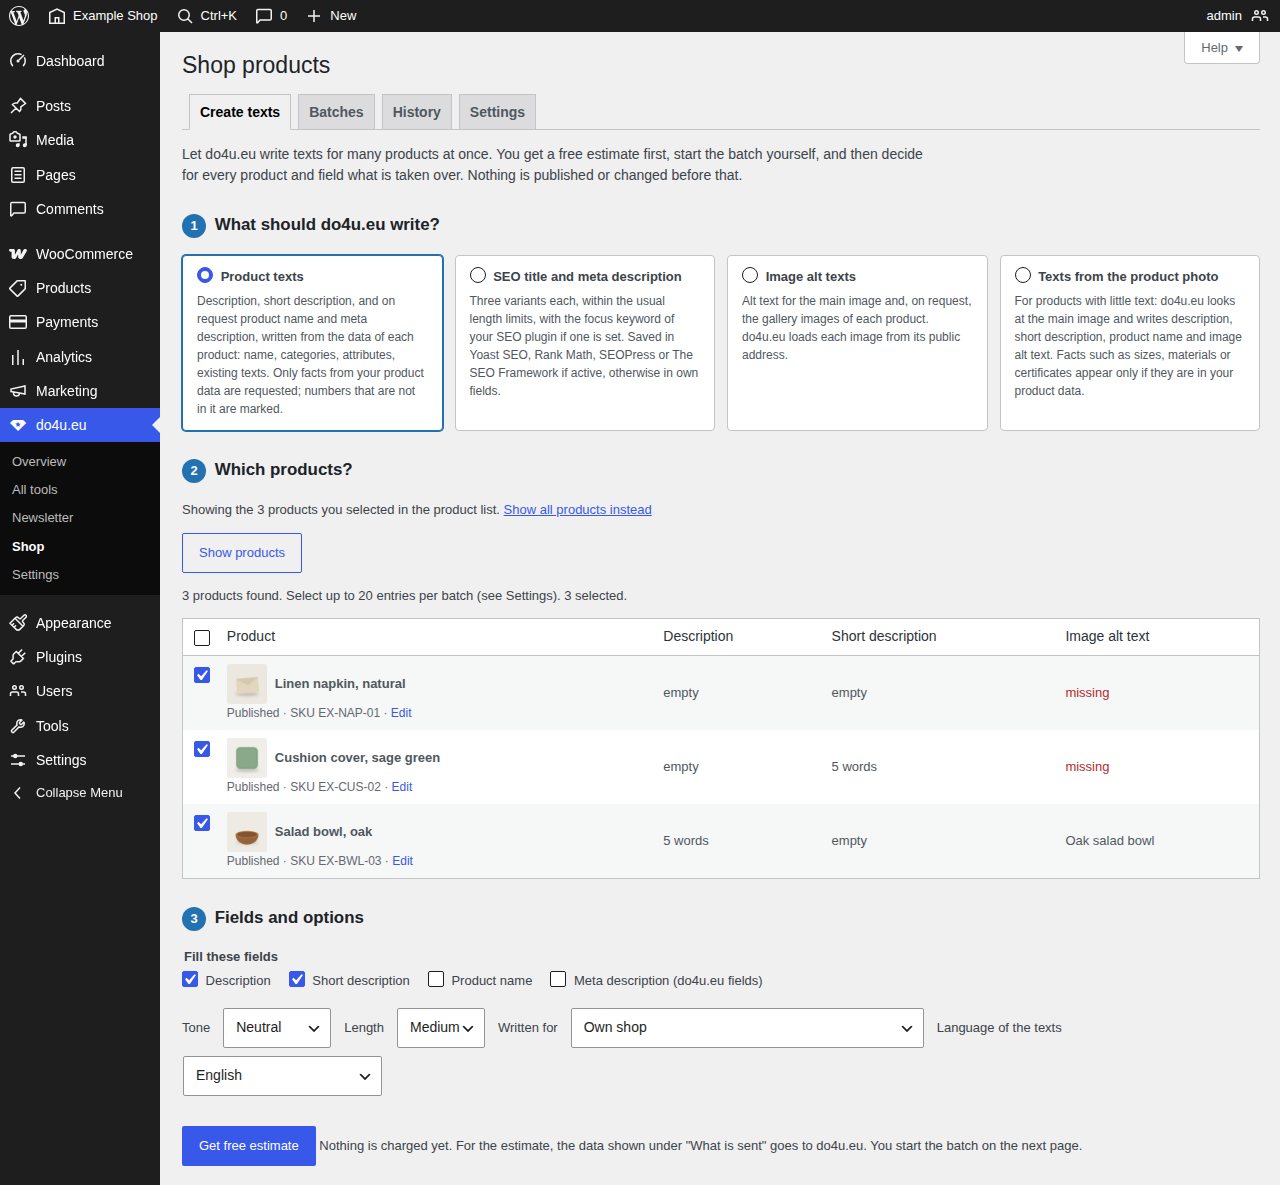 Example Shop
Ctrl+K
0
New
admin
Help
Dashboard
Posts
Media
Pages
Comments
WooCommerce
Products
Payments
Analytics
Marketing
do4u.eu
Overview
All tools
Newsletter
Shop
Settings
Appearance
Plugins
Users
Tools
Settings
Collapse Menu
Shop products
Create texts
Batches
History
Settings
Let do4u.eu write texts for many products at once. You get a free estimate first, start the batch yourself, and then decide
for every product and field what is taken over. Nothing is published or changed before that.
1 What should do4u.eu write?
Product texts
Description, short description, and on
request product name and meta
description, written from the data of each
product: name, categories, attributes,
existing texts. Only facts from your product
data are requested; numbers that are not
in it are marked.
SEO title and meta description
Three variants each, within the usual
length limits, with the focus keyword of
your SEO plugin if one is set. Saved in
Yoast SEO, Rank Math, SEOPress or The
SEO Framework if active, otherwise in own
fields.
Image alt texts
Alt text for the main image and, on request,
the gallery images of each product.
do4u.eu loads each image from its public
address.
Texts from the product photo
For products with little text: do4u.eu looks
at the main image and writes description,
short description, product name and image
alt text. Facts such as sizes, materials or
certificates appear only if they are in your
product data.
2 Which products?
Showing the 3 products you selected in the product list. Show all products instead
Show products
3 products found. Select up to 20 entries per batch (see Settings). 3 selected.
Product Description Short description Image alt text
Linen napkin, natural
Published · SKU EX-NAP-01 · Edit
empty empty missing
Cushion cover, sage green
Published · SKU EX-CUS-02 · Edit
empty 5 words missing
Salad bowl, oak
Published · SKU EX-BWL-03 · Edit
5 words empty Oak salad bowl
3 Fields and options
Fill these fields
Description Short description Product name Meta description (do4u.eu fields)
Tone Neutral Length Medium Written for Own shop Language of the texts
English
Get free estimate Nothing is charged yet. For the estimate, the data shown under "What is sent" goes to do4u.eu. You start the batch on the next page.